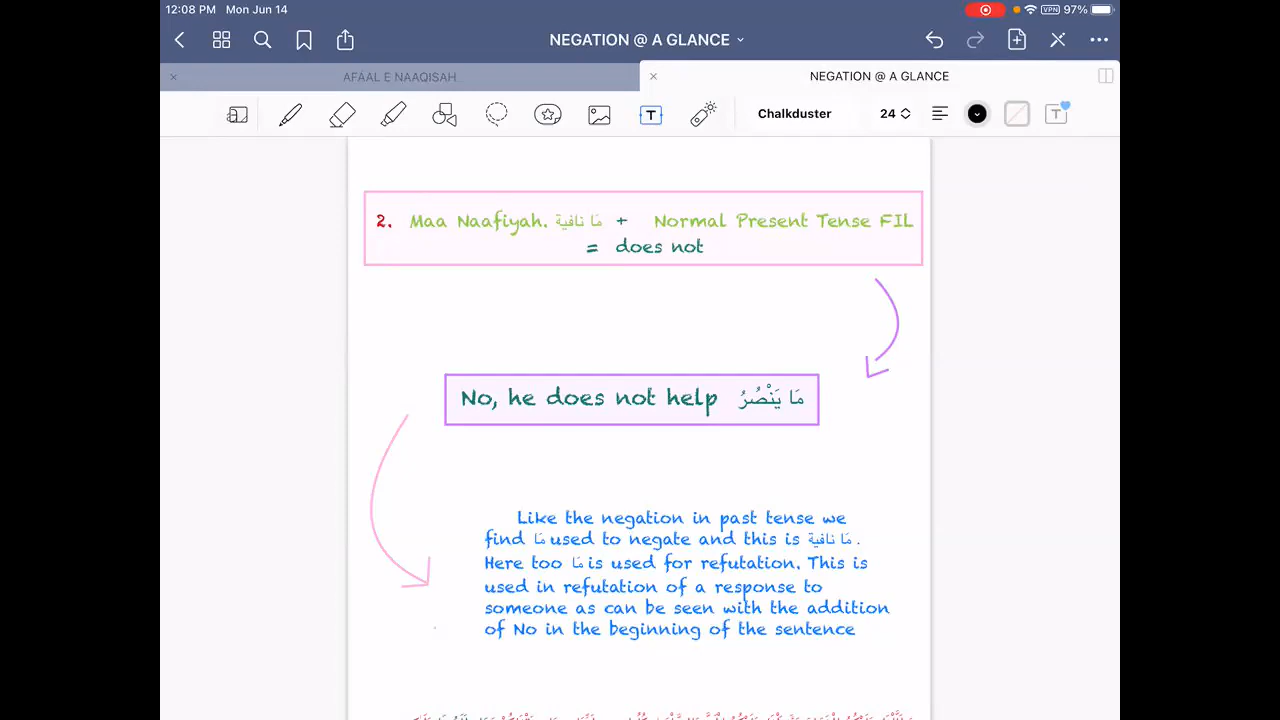 12:08 PM Mon Jun 14
VPN 97%
NEGATION @ A GLANCE
AFAAL E NAAQISAH
NEGATION @ A GLANCE
T
Chalkduster
24
T
2. Maa Naafiyah. مَا نافية + Normal Present Tense FIL
= does not
No, he does not help مَا يَنْصُرُ
Like the negation in past tense we
find مَا used to negate and this is مَا نافية .
Here too مَا is used for refutation. This is
used in refutation of a response to
someone as can be seen with the addition
of No in the beginning of the sentence